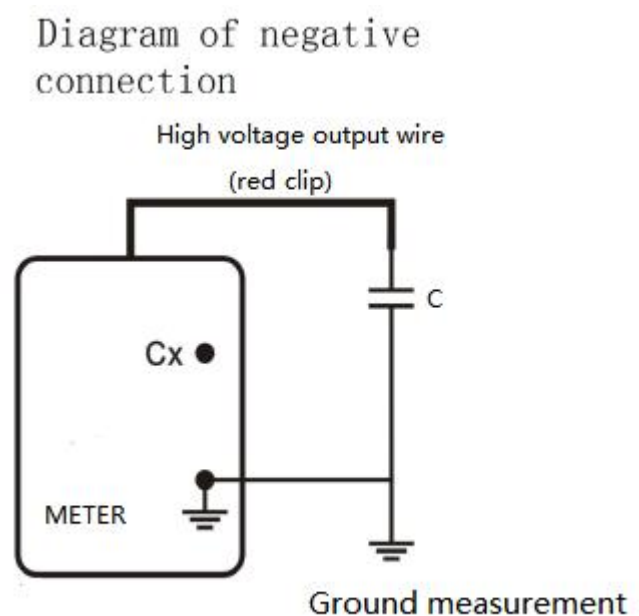 Diagram of negative
connection
High voltage output wire
(red clip)
C
Cx
METER
Ground measurement